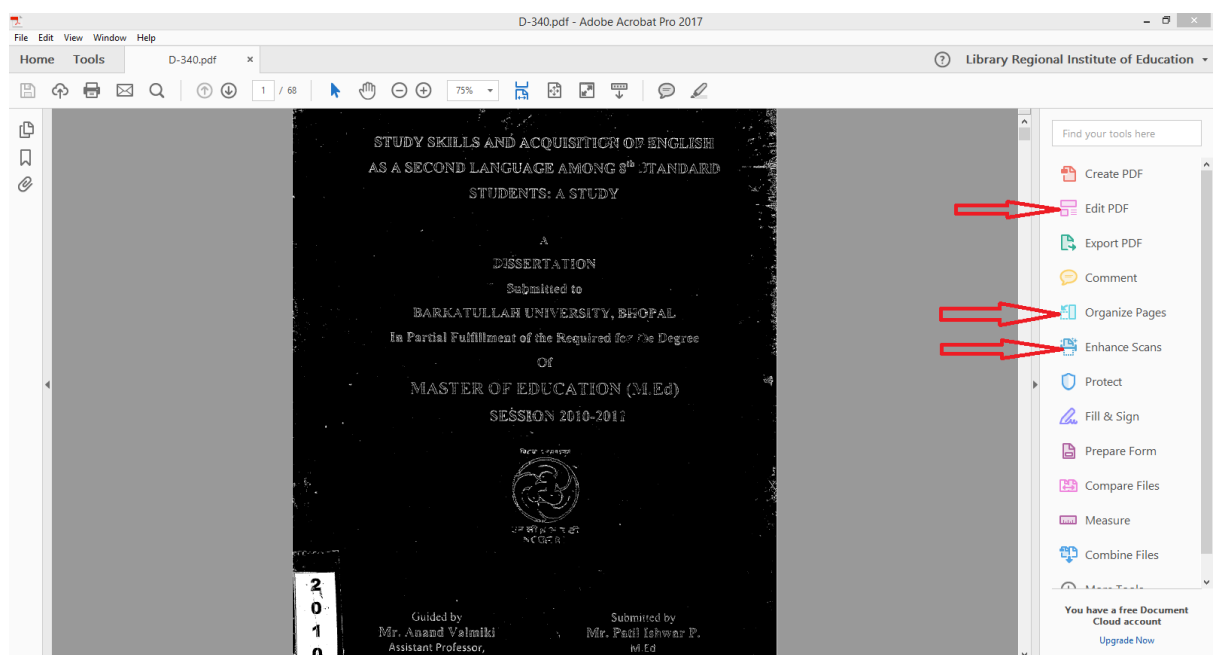 D-340.pdf - Adobe Acrobat Pro 2017
File Edit View Window Help
Home Tools D-340.pdf ×
Library Regional Institute of Education
1 / 68
75%
STUDY SKILLS AND ACQUISITION OF ENGLISH
AS A SECOND LANGUAGE AMONG 8th STANDARD
STUDENTS: A STUDY
A
DISSERTATION
Submitted to
BARKATULLAH UNIVERSITY, BHOPAL
In Partial Fulfillment of the Required for the Degree
Of
MASTER OF EDUCATION (M.Ed)
SESSION 2010-2011
NCERT
2
0
1
0
Guided by
Mr. Anand Valmiki
Assistant Professor,
Submitted by
Mr. Patil Ishwar P.
M.Ed
Find your tools here
Create PDF
Edit PDF
Export PDF
Comment
Organize Pages
Enhance Scans
Protect
Fill & Sign
Prepare Form
Compare Files
Measure
Combine Files
More Tools
You have a free Document
Cloud account
Upgrade Now